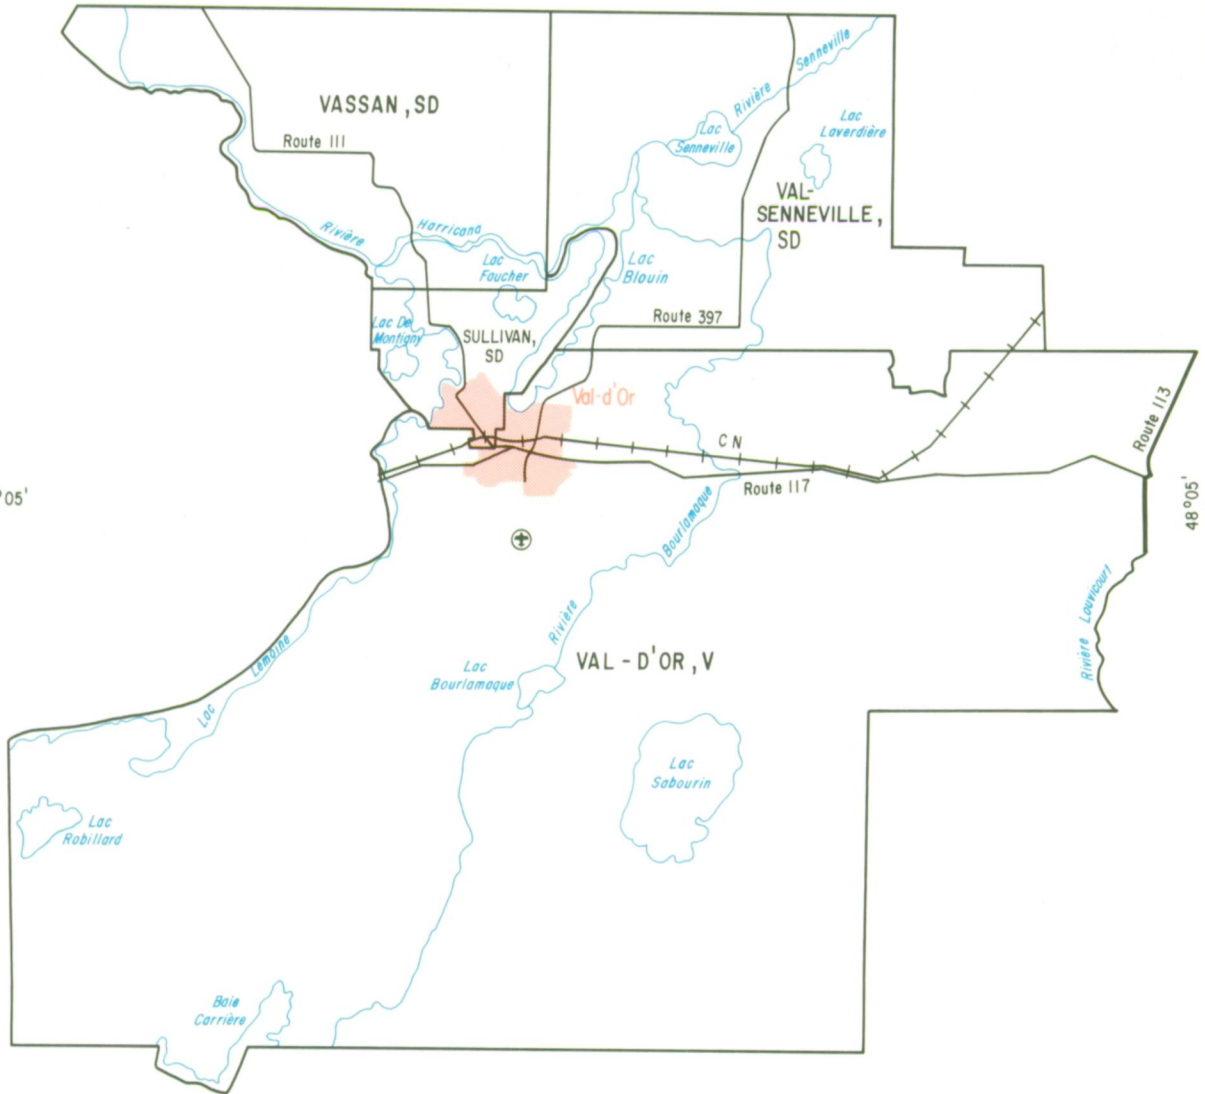 Rivière Senneville
VASSAN, SD
Lac
Laverdière
Lac
Senneville
Route 111
VAL-
SENNEVILLE,
SD
Rivière Harricana
Lac
Faucher
Lac
Blouin
Route 397
Lac De
Montigny
SULLIVAN,
SD
Val-d'Or
Route 113
CN
Route 117
°05'
48°05'
Rivière Bourlamaque
Rivière Louvicourt
Lac Lemoine
Lac
Bourlamaque
VAL-D'OR, V
Lac
Sabourin
Lac
Robillard
Baie
Carrière